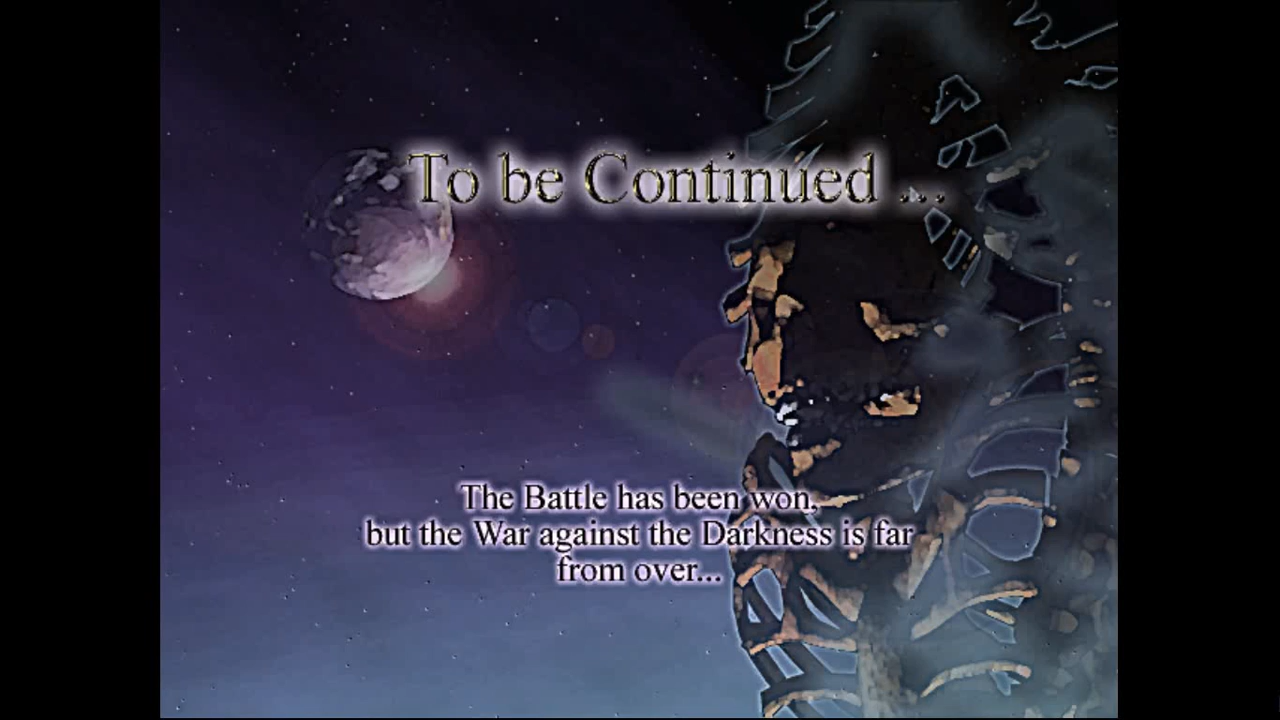 To be Continued ...
The Battle has been won,
but the War against the Darkness is far
from over...